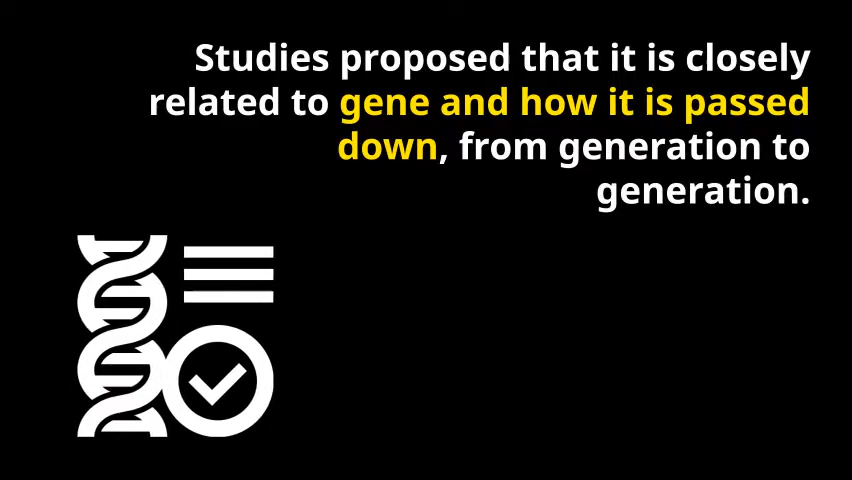 Studies proposed that it is closely
related to gene and how it is passed
down, from generation to
generation.